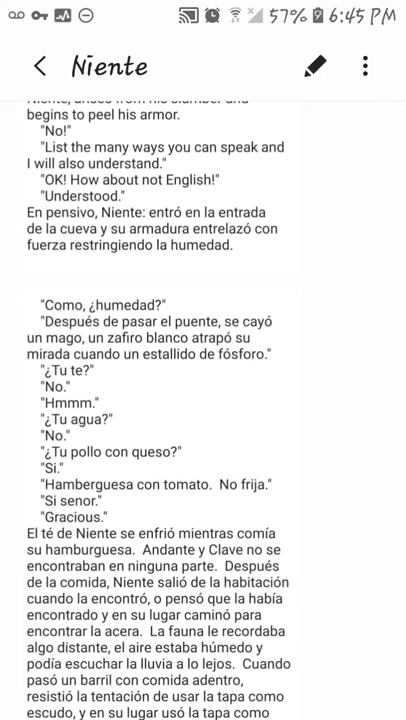 57% 6:45 PM
Niente
begins to peel his armor.
"No!"
"List the many ways you can speak and
I will also understand."
"OK! How about not English!"
"Understood."
En pensivo, Niente: entró en la entrada
de la cueva y su armadura entrelazó con
fuerza restringiendo la humedad.
"Como, ¿humedad?"
"Después de pasar el puente, se cayó
un mago, un zafiro blanco atrapó su
mirada cuando un estallido de fósforo."
"¿Tu te?"
"No."
"Hmmm."
"¿Tu agua?"
"No."
"¿Tu pollo con queso?"
"Si."
"Hamberguesa con tomato.  No frija."
"Si senor."
"Gracious."
El té de Niente se enfrió mientras comía
su hamburguesa.  Andante y Clave no se
encontraban en ninguna parte.  Después
de la comida, Niente salió de la habitación
cuando la encontró, o pensó que la había
encontrado y en su lugar caminó para
encontrar la acera.  La fauna le recordaba
algo distante, el aire estaba húmedo y
podía escuchar la lluvia a lo lejos.  Cuando
pasó un barril con comida adentro,
resistió la tentación de usar la tapa como
escudo, y en su lugar usó la tapa como